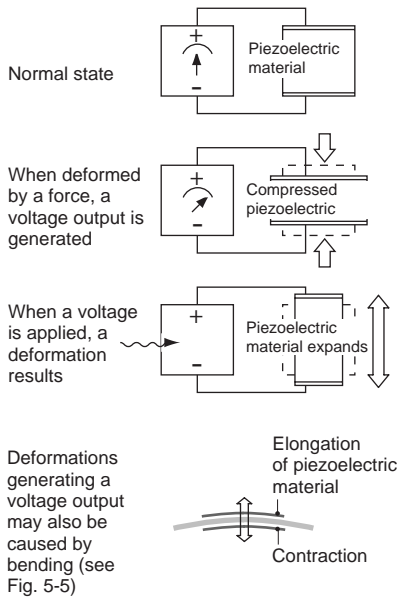 Normal state
+
Piezoelectric
material
-
When deformed
by a force, a
voltage output is
generated
+
Compressed
piezoelectric
-
When a voltage
is applied, a
deformation
results
+
Piezoelectric
material expands
-
Deformations
generating a
voltage output
may also be
caused by
bending (see
Fig. 5-5)
Elongation
of piezoelectric
material
Contraction